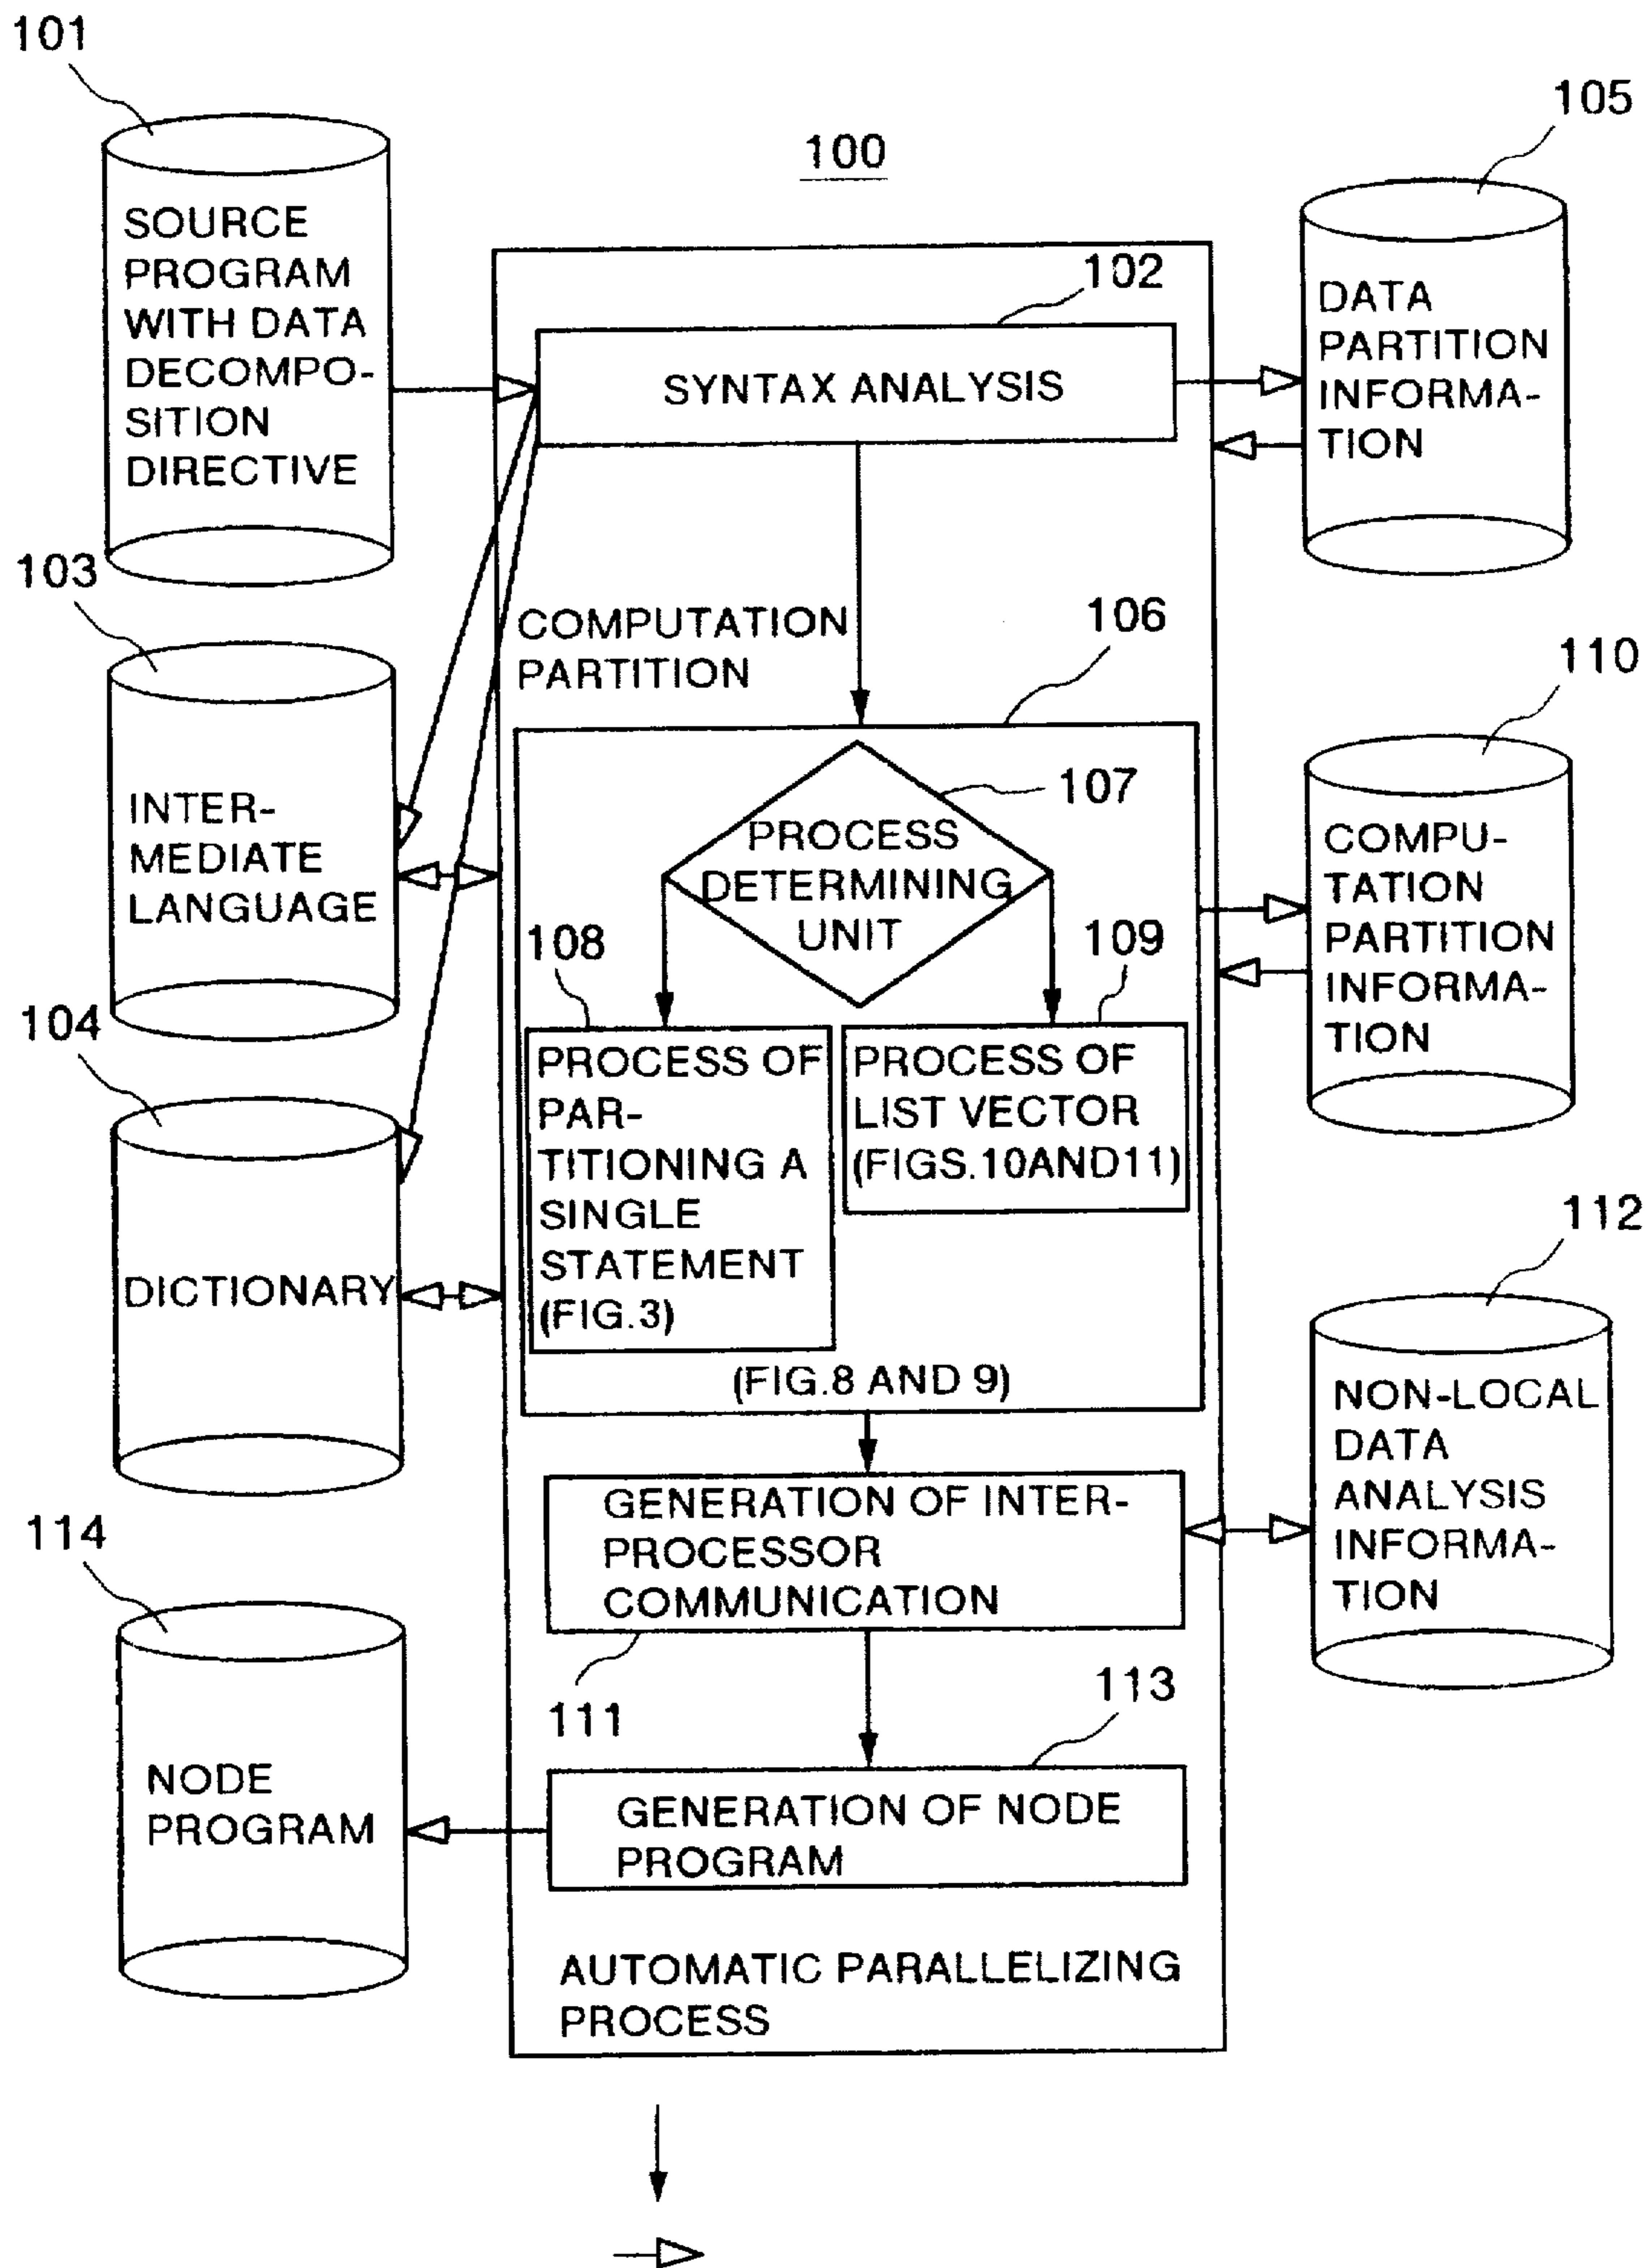 101
105
100
SOURCE
PROGRAM
WITH DATA
DECOMPO-
SITION
DIRECTIVE
102
SYNTAX ANALYSIS
DATA
PARTITION
INFORMA-
TION
103
COMPUTATION
PARTITION
106
110
INTER-
MEDIATE
LANGUAGE
107
PROCESS
DETERMINING
UNIT
COMPU-
TATION
PARTITION
INFORMA-
TION
104
108
109
PROCESS OF
PAR-
TITIONING A
SINGLE
STATEMENT
(FIG.3)
PROCESS OF
LIST VECTOR
(FIGS.10AND11)
112
DICTIONARY
(FIG.8 AND 9)
NON-LOCAL
DATA
ANALYSIS
INFORMA-
TION
114
GENERATION OF INTER-
PROCESSOR
COMMUNICATION
111
113
NODE
PROGRAM
GENERATION OF NODE
PROGRAM
AUTOMATIC PARALLELIZING
PROCESS